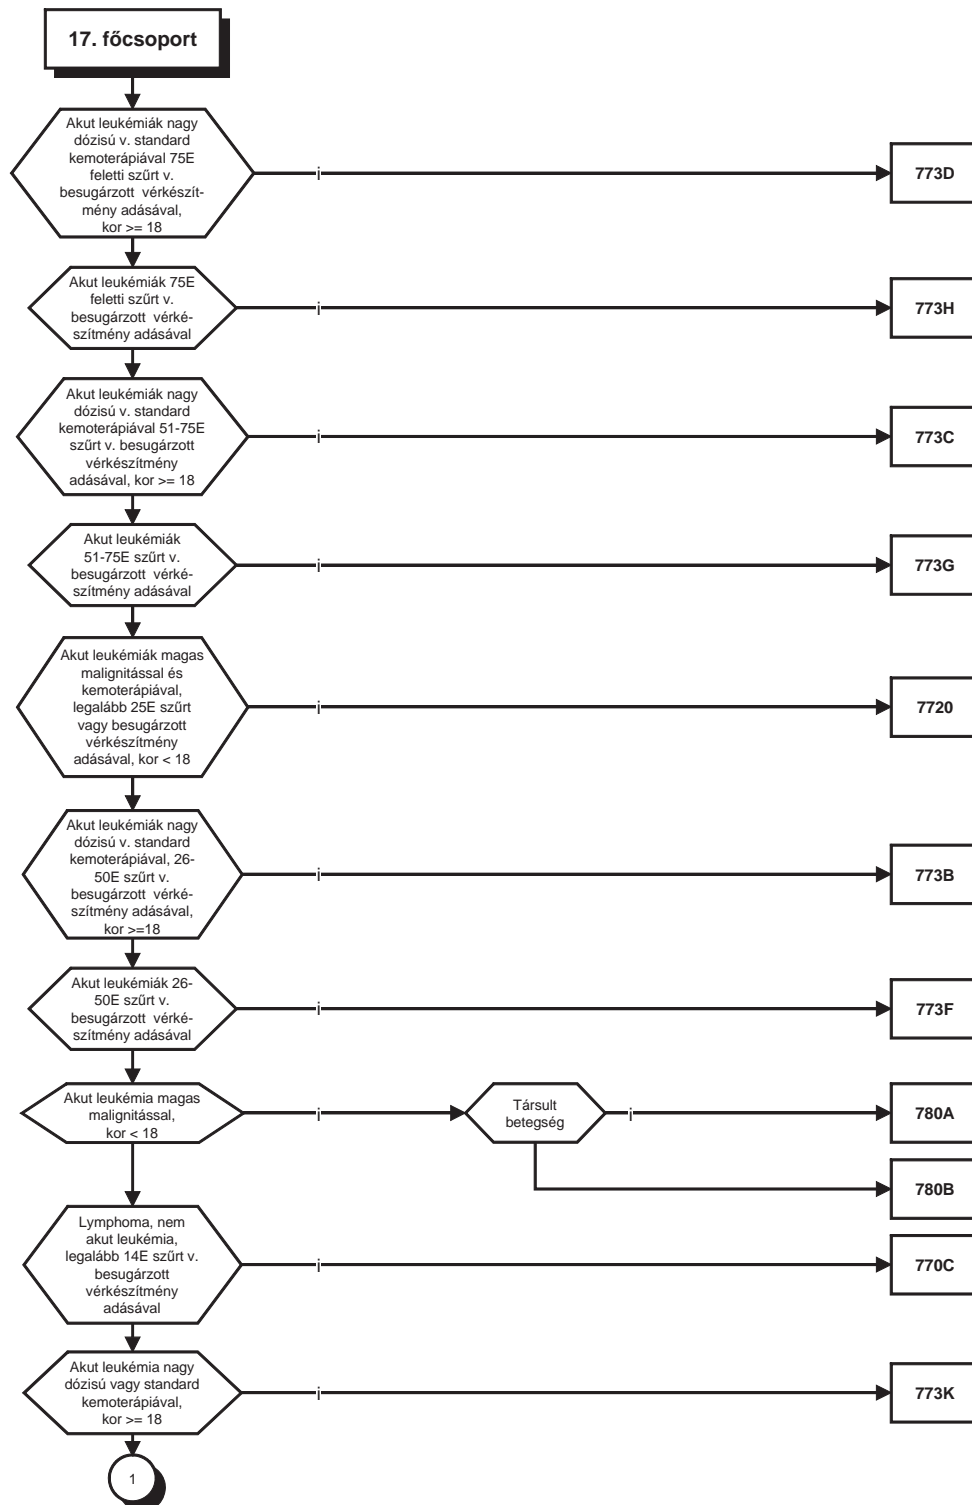 17. főcsoport
Akut leukémiák nagy
dózisú v. standard
kemoterápiával 75E
feletti szűrt v.
besugárzott vérkészít-
mény adásával,
kor >= 18
i
773D
Akut leukémiák 75E
feletti szűrt v.
besugárzott vérké-
szítmény adásával
i
773H
Akut leukémiák nagy
dózisú v. standard
kemoterápiával 51-75E
szűrt v. besugárzott
vérkészítmény
adásával, kor >= 18
i
773C
Akut leukémiák
51-75E szűrt v.
besugárzott vérké-
szítmény adásával
i
773G
Akut leukémiák magas
malignitással és
kemoterápiával,
legalább 25E szűrt
vagy besugárzott
vérkészítmény
adásával, kor < 18
i
7720
Akut leukémiák nagy
dózisú v. standard
kemoterápiával, 26-
50E szűrt v.
besugárzott vérké-
szítmény adásával,
kor >=18
i
773B
Akut leukémiák 26-
50E szűrt v.
besugárzott vérké-
szítmény adásával
i
773F
Akut leukémia magas
malignitással,
kor < 18
i
Társult
betegség
i
780A
780B
Lymphoma, nem
akut leukémia,
legalább 14E szűrt v.
besugárzott
vérkészítmény
adásával
i
770C
Akut leukémia nagy
dózisú vagy standard
kemoterápiával,
kor >= 18
i
773K
1